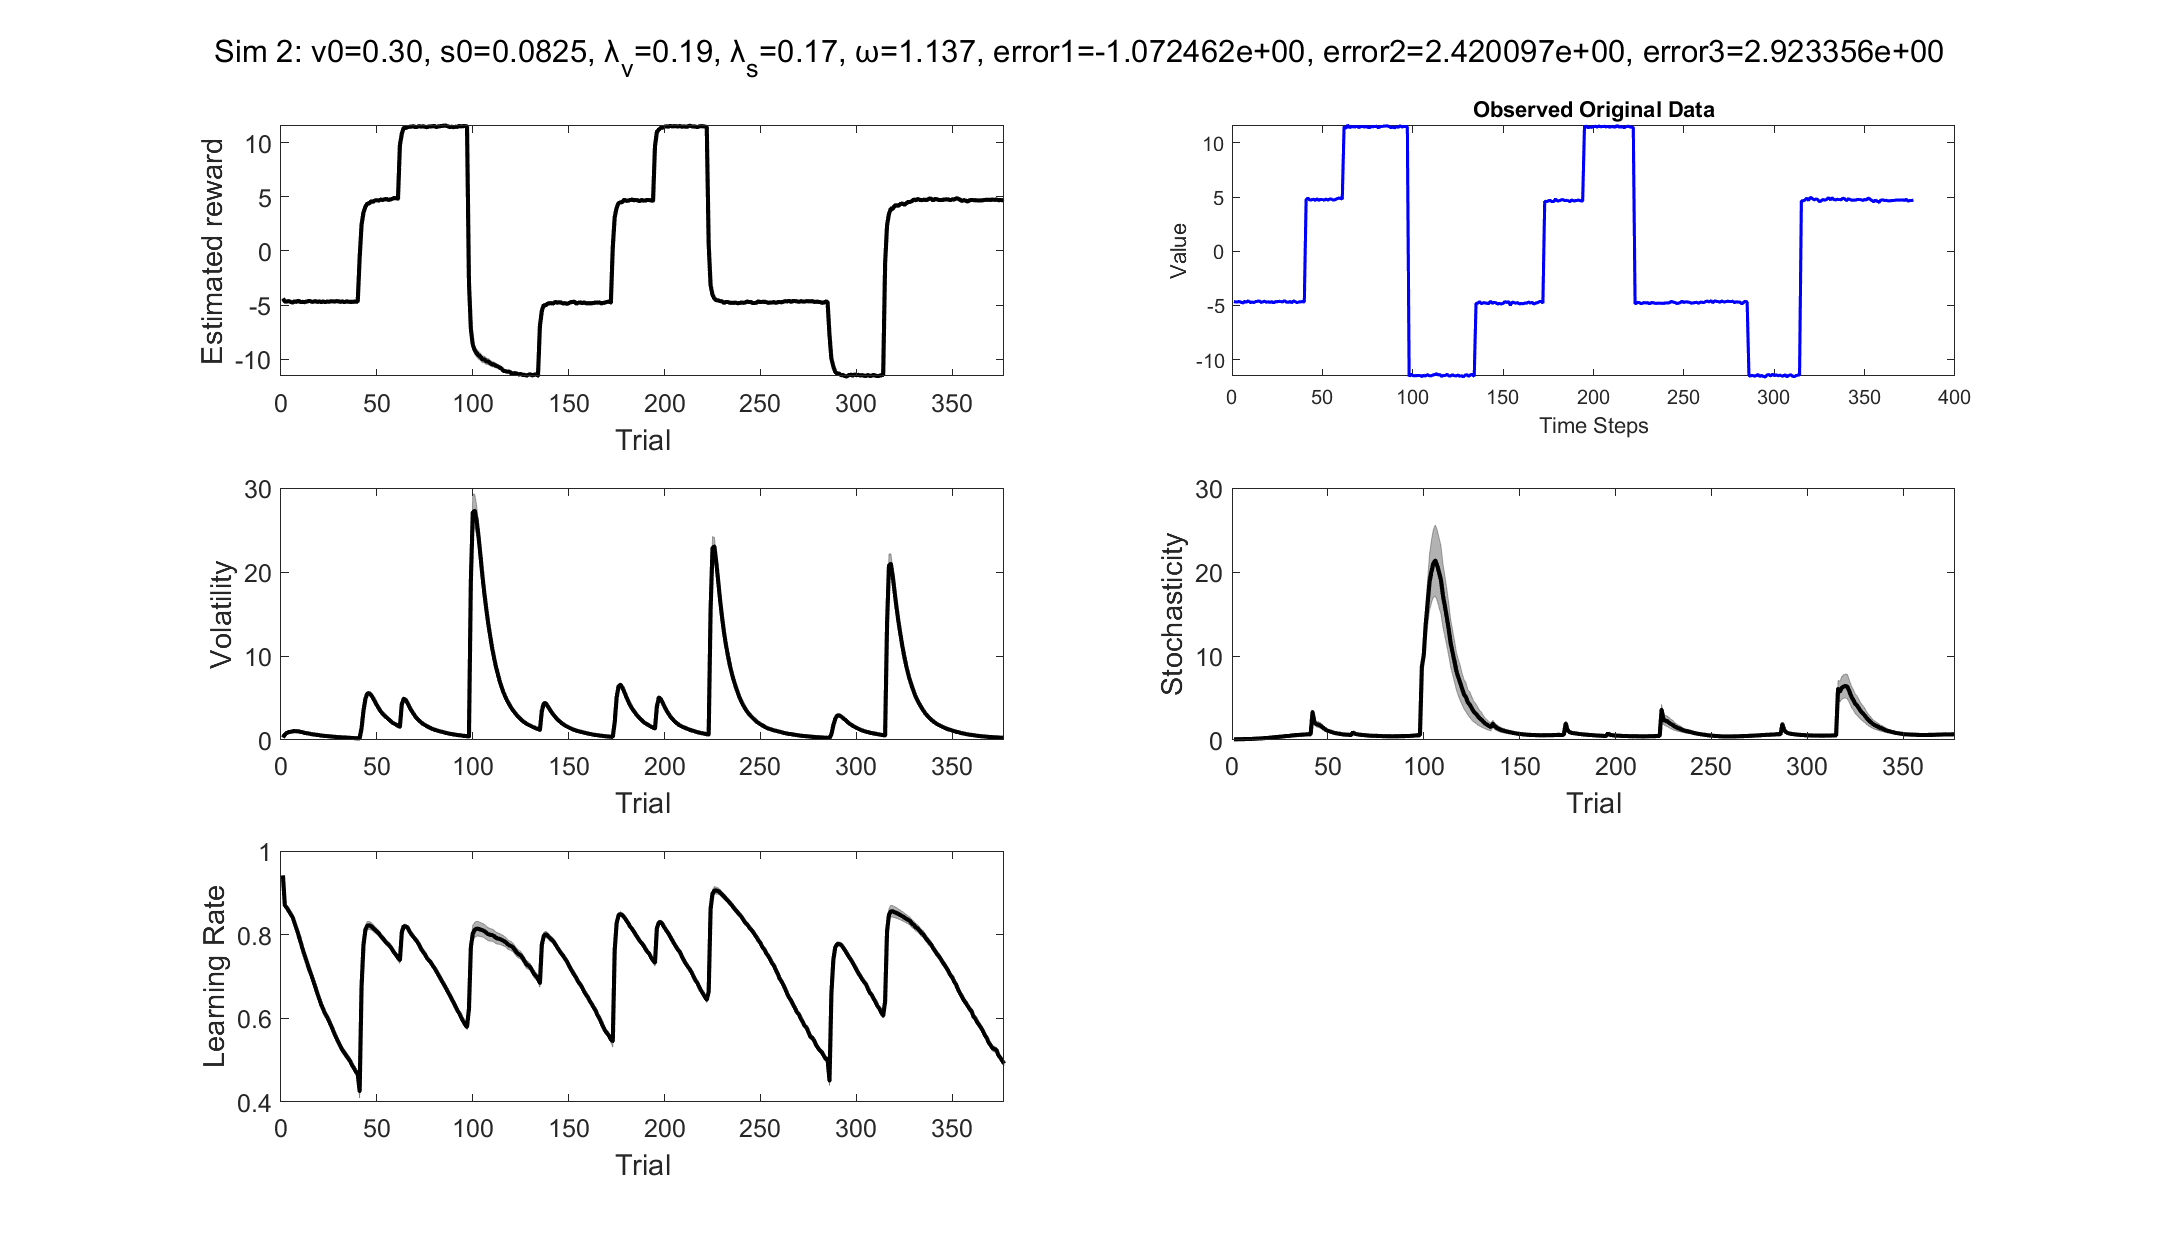 Sim 2: v0=0.30, s0=0.0825, λv=0.19, λs=0.17, ω=1.137, error1=-1.072462e+00, error2=2.420097e+00, error3=2.923356e+00
Estimated reward
10
5
0
-5
-10
0 50 100 150 200 250 300 350
Trial
Observed Original Data
Value
10
5
0
-5
-10
0 50 100 150 200 250 300 350 400
Time Steps
Volatility
30
20
10
0
0 50 100 150 200 250 300 350
Trial
Stochasticity
30
20
10
0
0 50 100 150 200 250 300 350
Trial
Learning Rate
1
0.8
0.6
0.4
0 50 100 150 200 250 300 350
Trial